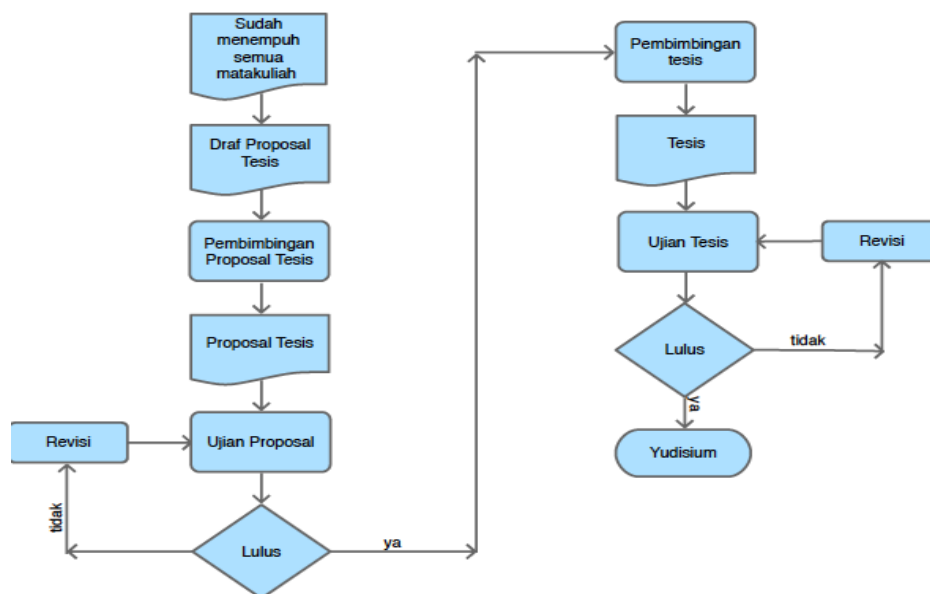 Sudah
menempuh
semua
matakuliah
Draf Proposal
Tesis
Pembimbingan
Proposal Tesis
Proposal Tesis
Ujian Proposal
Revisi
tidak
Lulus
ya
Pembimbingan
tesis
Tesis
Ujian Tesis
Revisi
Lulus
tidak
ya
Yudisium